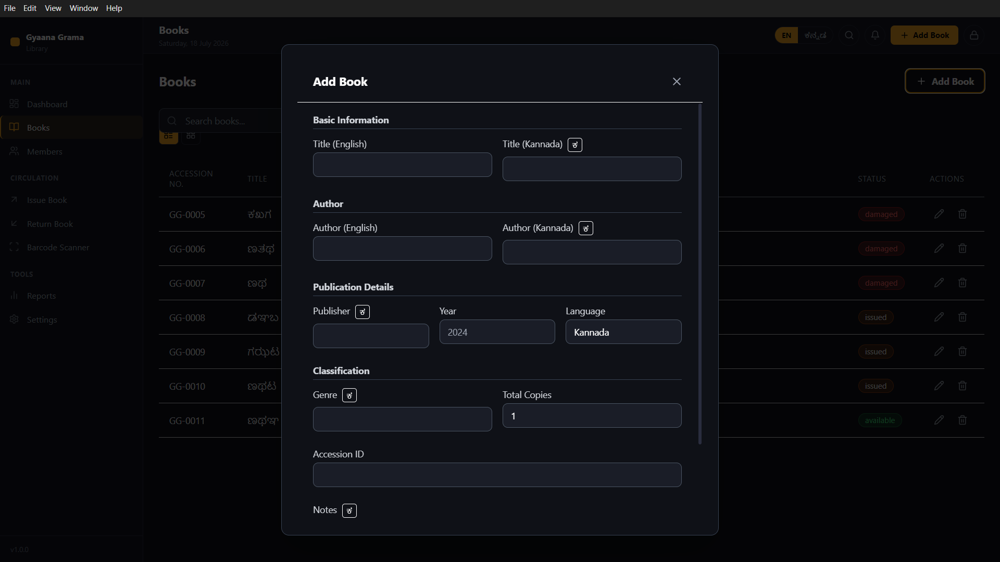 File Edit View Window Help
Gyaana Grama
Library
Books
Saturday, 18 July 2026
EN ಕನ್ನಡ
Add Book
MAIN
Dashboard
Books
Members
CIRCULATION
Issue Book
Return Book
Barcode Scanner
TOOLS
Reports
Settings
v1.0.0
Books
Add Book
Search books...
ACCESSION NO. TITLE STATUS ACTIONS
GG-0005 ಕಖಗ damaged
GG-0006 ಣತಥ damaged
GG-0007 ಣಥ damaged
GG-0008 ಡಞಬ issued
GG-0009 ಗಝಟ issued
GG-0010 ಣಥಟ issued
GG-0011 ಣಥಞ available
Add Book
Basic Information
Title (English)
Title (Kannada) ಕ
Author
Author (English)
Author (Kannada) ಕ
Publication Details
Publisher ಕ
Year
2024
Language
Kannada
Classification
Genre ಕ
Total Copies
1
Accession ID
Notes ಕ